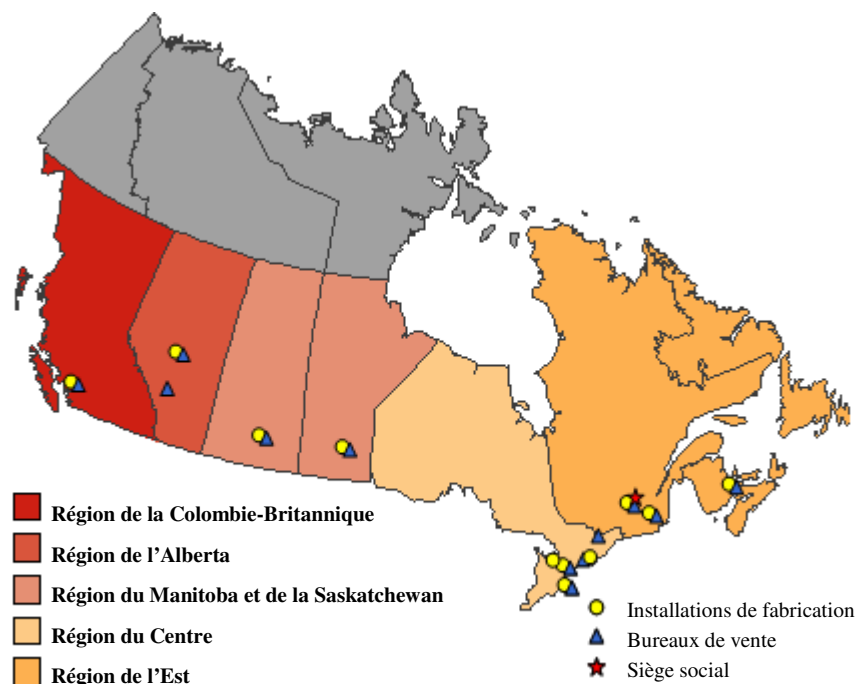 Région de la Colombie-Britannique
Région de l’Alberta
Région du Manitoba et de la Saskatchewan
Région du Centre
Région de l’Est
Installations de fabrication
Bureaux de vente
Siège social